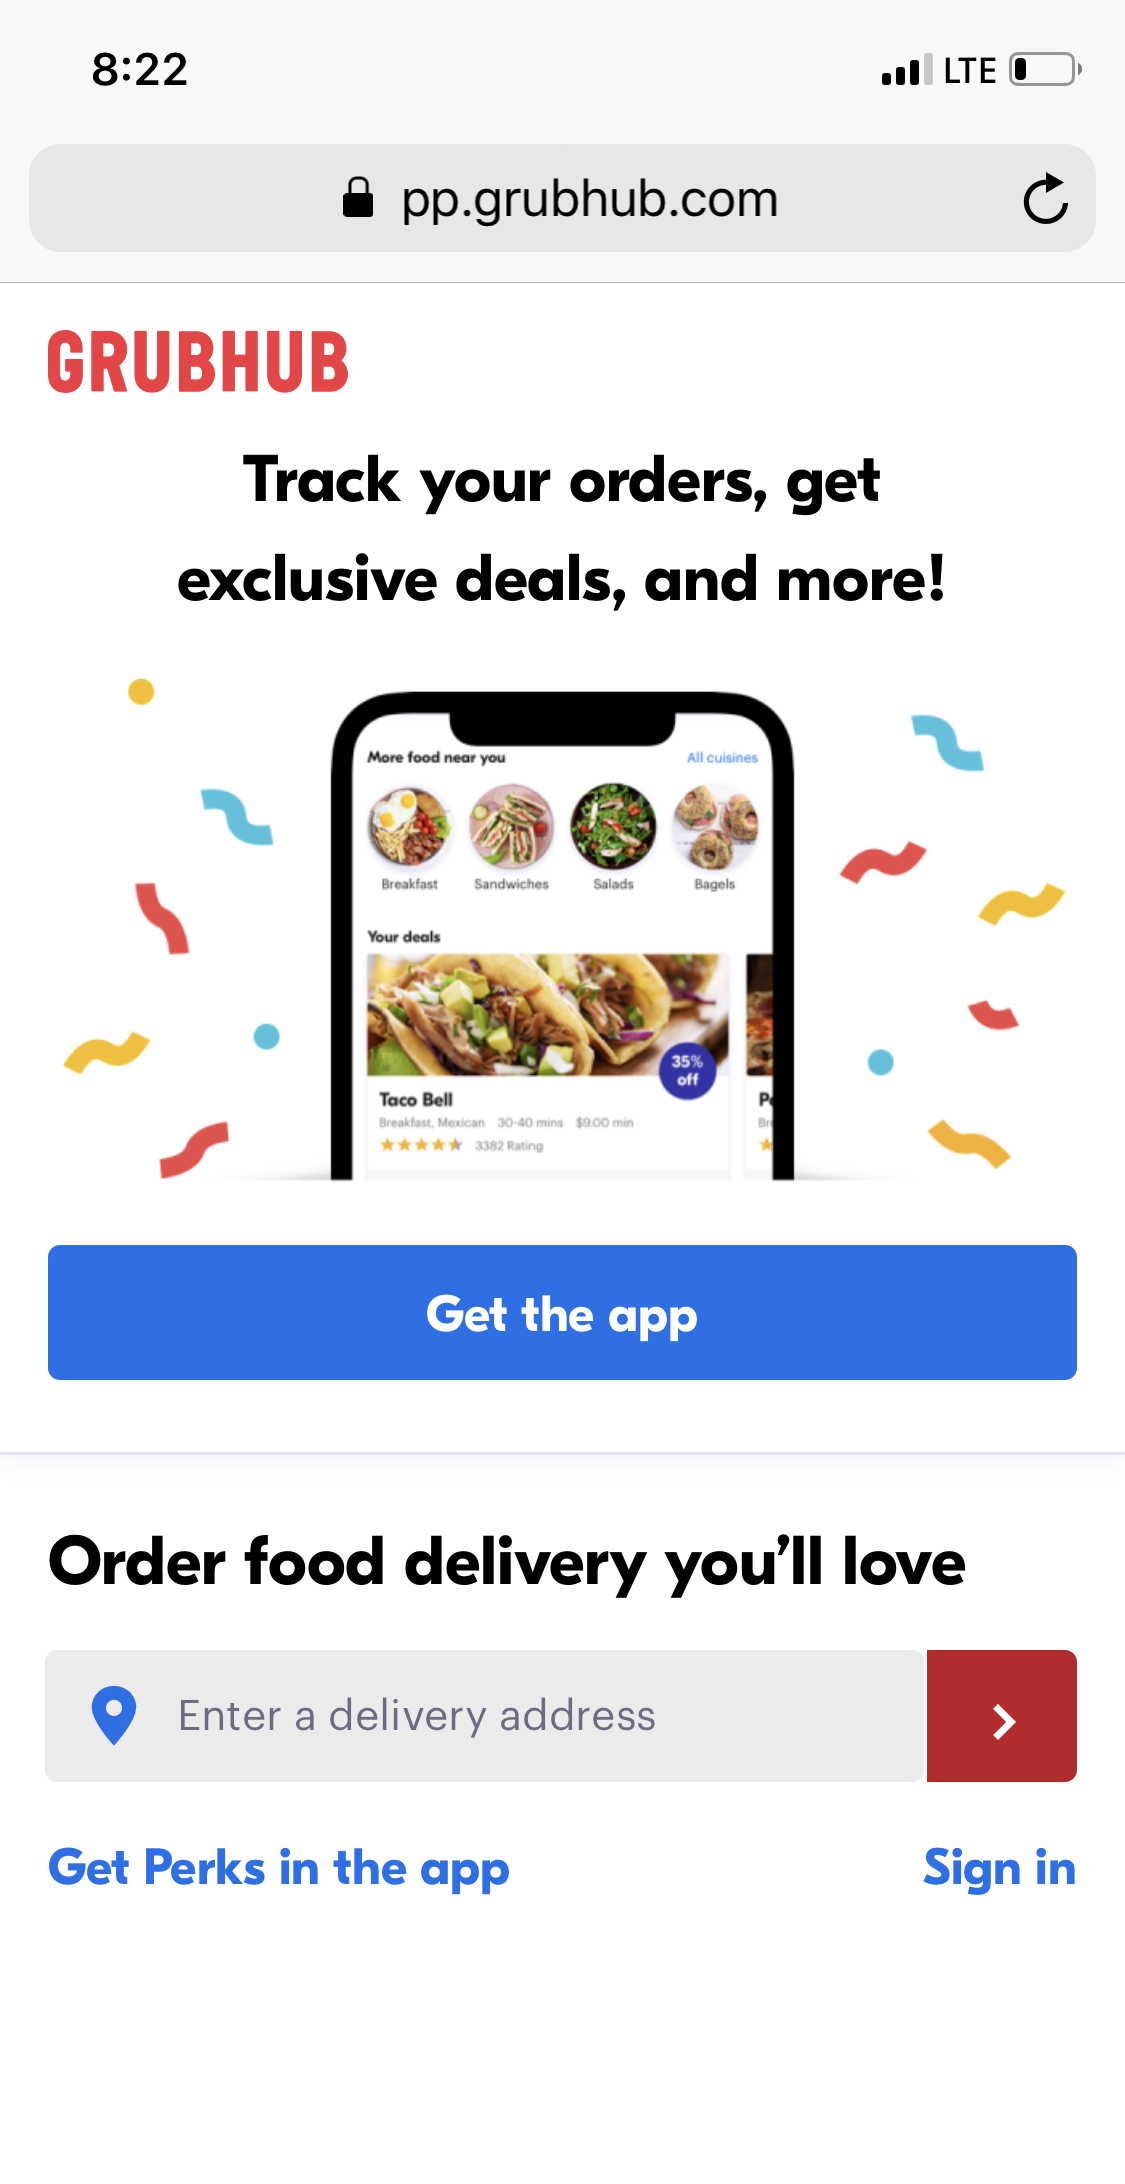 8:22 LTE
pp.grubhub.com
GRUBHUB
Track your orders, get
exclusive deals, and more!
More food near you All cuisines
Breakfast Sandwiches Salads Bagels
Your deals
35%
off
Taco Bell
Breakfast, Mexican 30-40 mins $9.00 min
3382 Rating
Get the app
Order food delivery you’ll love
Enter a delivery address
Get Perks in the app Sign in